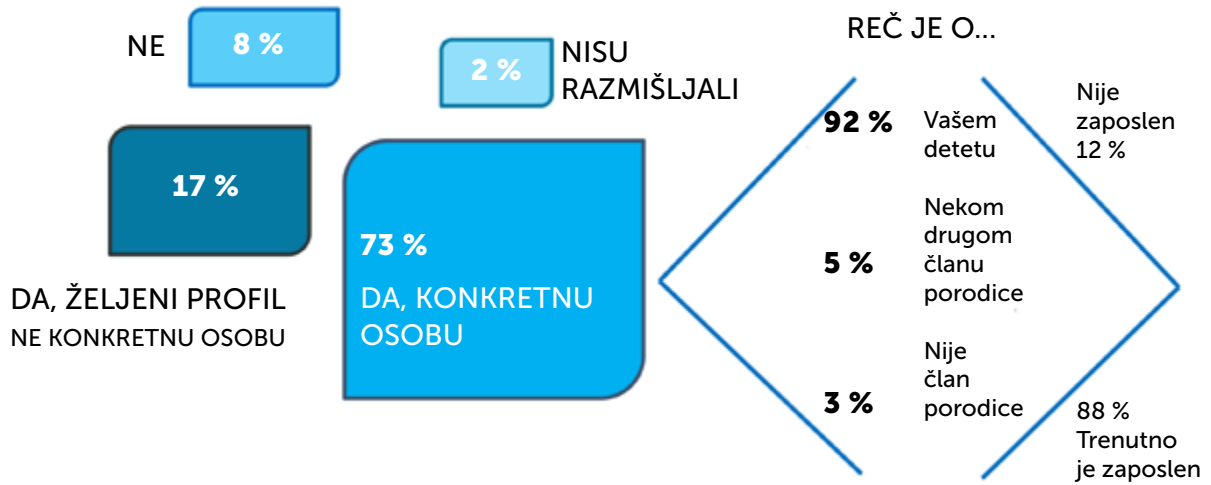 NE
8 %
2 %
NISU
RAZMIŠLJALI
17 %
DA, ŽELJENI PROFIL
NE KONKRETNU OSOBU
73 %
DA, KONKRETNU
OSOBU
REČ JE O...
92 %
Vašem
detetu
5 %
Nekom
drugom
članu
porodice
3 %
Nije
član
porodice
Nije
zaposlen
12 %
88 %
Trenutno
je zaposlen